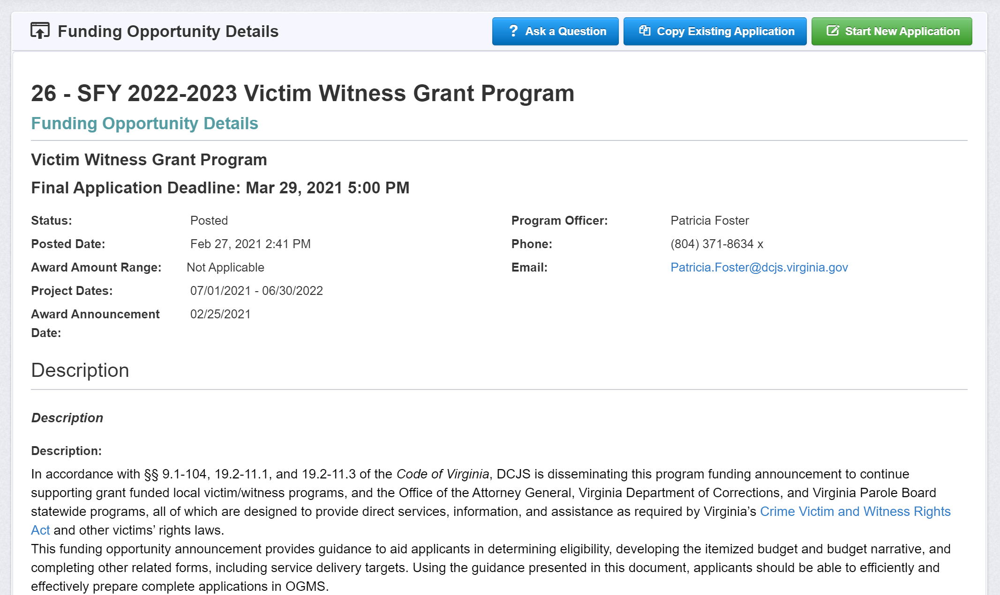 Funding Opportunity Details
? Ask a Question
Copy Existing Application
Start New Application
26 - SFY 2022-2023 Victim Witness Grant Program
Funding Opportunity Details
Victim Witness Grant Program
Final Application Deadline: Mar 29, 2021 5:00 PM
Status: Posted
Posted Date: Feb 27, 2021 2:41 PM
Award Amount Range: Not Applicable
Project Dates: 07/01/2021 - 06/30/2022
Award Announcement 02/25/2021
Date:
Program Officer: Patricia Foster
Phone: (804) 371-8634 x
Email: Patricia.Foster@dcjs.virginia.gov
Description
Description
Description:
In accordance with §§ 9.1-104, 19.2-11.1, and 19.2-11.3 of the Code of Virginia, DCJS is disseminating this program funding announcement to continue
supporting grant funded local victim/witness programs, and the Office of the Attorney General, Virginia Department of Corrections, and Virginia Parole Board
statewide programs, all of which are designed to provide direct services, information, and assistance as required by Virginia’s Crime Victim and Witness Rights
Act and other victims’ rights laws.
This funding opportunity announcement provides guidance to aid applicants in determining eligibility, developing the itemized budget and budget narrative, and
completing other related forms, including service delivery targets. Using the guidance presented in this document, applicants should be able to efficiently and
effectively prepare complete applications in OGMS.